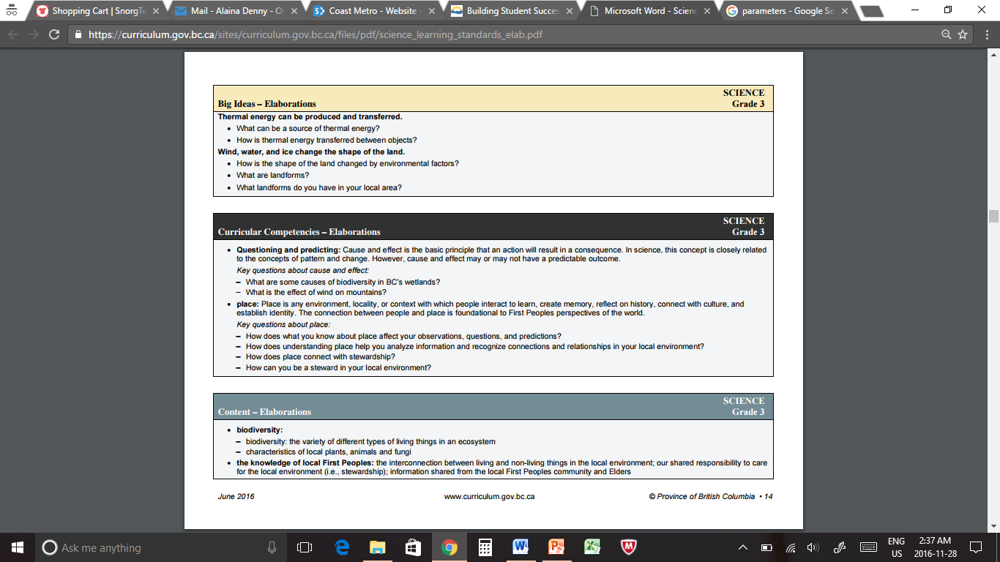 Shopping Cart | SnorgTe
Mail - Alaina Denny - Ou
Coast Metro - Website -
Building Student Succes
Microsoft Word - Scienc
parameters - Google Se
https://curriculum.gov.bc.ca/sites/curriculum.gov.bc.ca/files/pdf/science_learning_standards_elab.pdf
SCIENCE
Big Ideas – Elaborations Grade 3
Thermal energy can be produced and transferred.
• What can be a source of thermal energy?
• How is thermal energy transferred between objects?
Wind, water, and ice change the shape of the land.
• How is the shape of the land changed by environmental factors?
• What are landforms?
• What landforms do you have in your local area?
SCIENCE
Curricular Competencies – Elaborations Grade 3
• Questioning and predicting: Cause and effect is the basic principle that an action will result in a consequence. In science, this concept is closely related
to the concepts of pattern and change. However, cause and effect may or may not have a predictable outcome.
Key questions about cause and effect:
– What are some causes of biodiversity in BC's wetlands?
– What is the effect of wind on mountains?
• place: Place is any environment, locality, or context with which people interact to learn, create memory, reflect on history, connect with culture, and
establish identity. The connection between people and place is foundational to First Peoples perspectives of the world.
Key questions about place:
– How does what you know about place affect your observations, questions, and predictions?
– How does understanding place help you analyze information and recognize connections and relationships in your local environment?
– How does place connect with stewardship?
– How can you be a steward in your local environment?
SCIENCE
Content – Elaborations Grade 3
• biodiversity:
– biodiversity: the variety of different types of living things in an ecosystem
– characteristics of local plants, animals and fungi
• the knowledge of local First Peoples: the interconnection between living and non-living things in the local environment; our shared responsibility to care
for the local environment (i.e., stewardship); information shared from the local First Peoples community and Elders
June 2016 www.curriculum.gov.bc.ca © Province of British Columbia • 14
Ask me anything
ENG 2:37 AM
US 2016-11-28